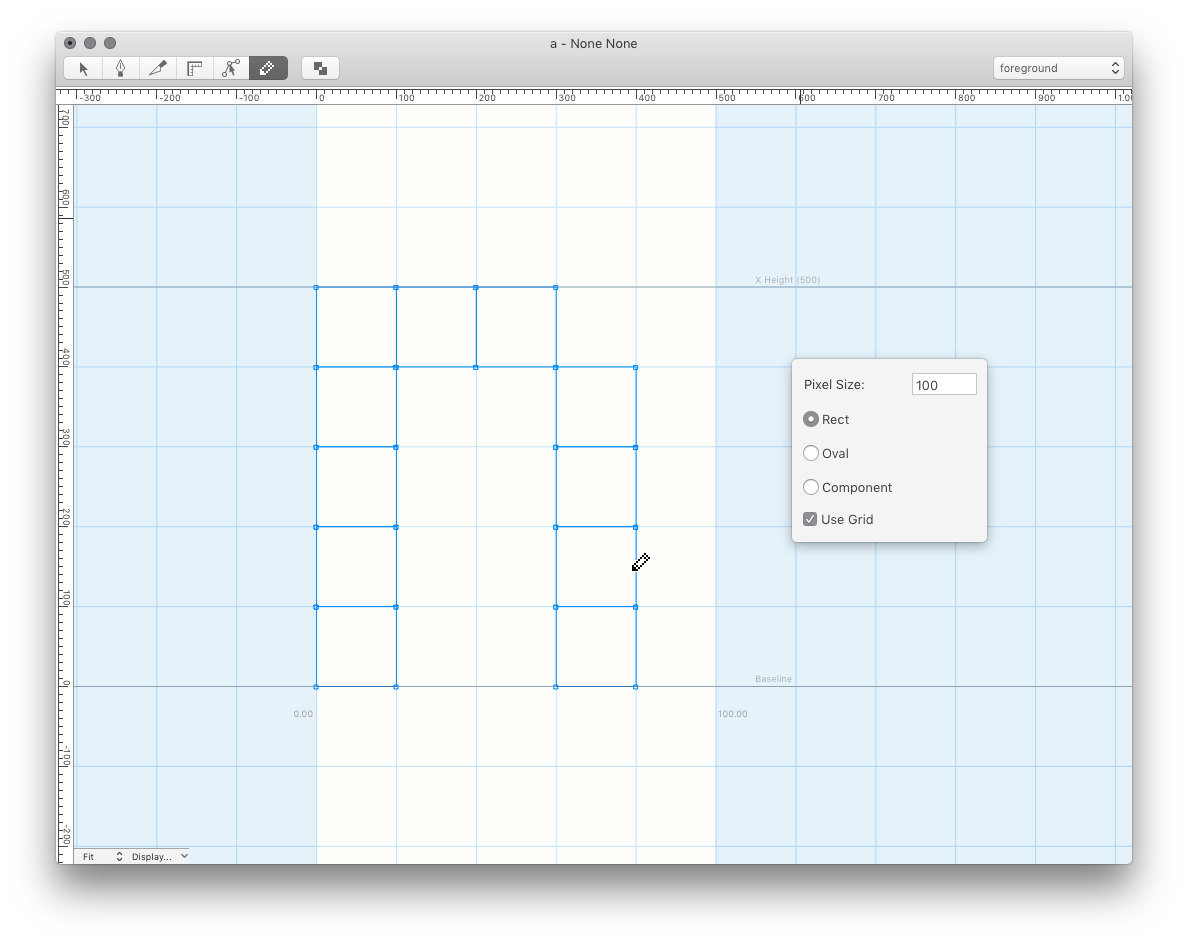 a - None None
foreground
-300 -200 -100 0 100 200 300 400 500 600 700 800 900 1.0
700
600
500
400
300
200
100
0
-100
-200
X Height (500)
Pixel Size: 100
Rect
Oval
Component
Use Grid
Baseline
0.00 100.00
Fit Display...